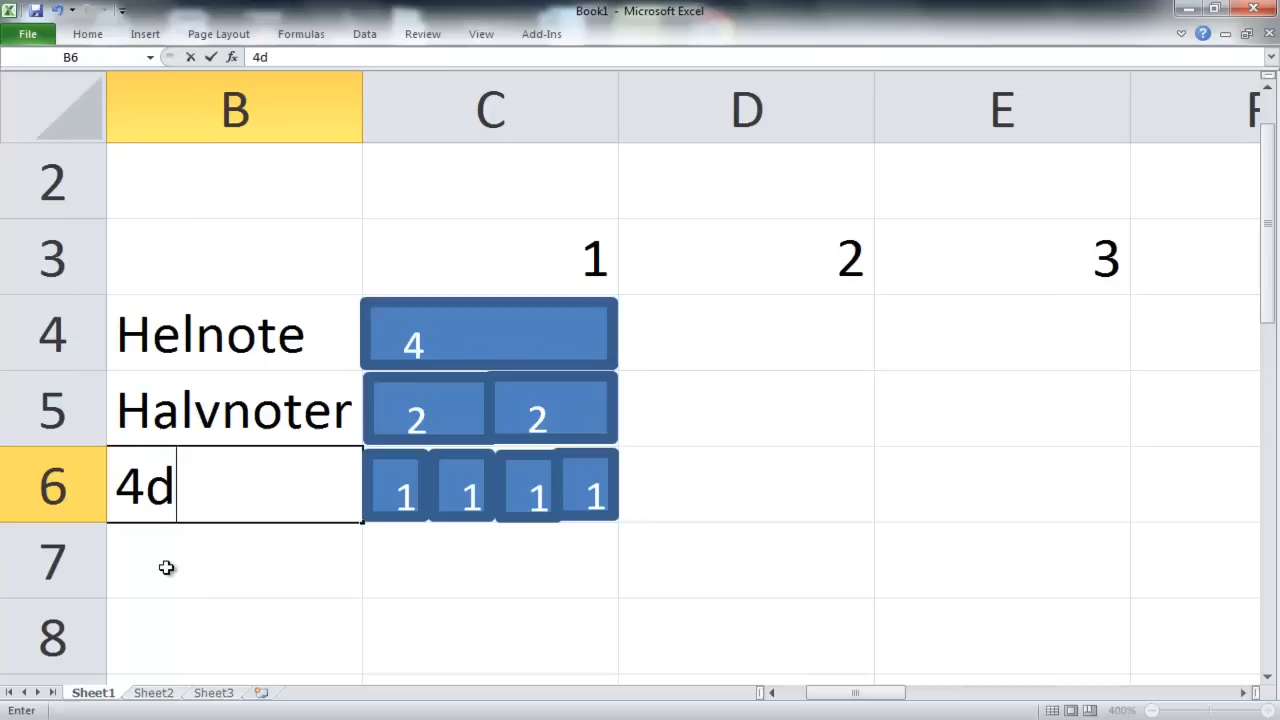 Book1 - Microsoft Excel
File Home Insert Page Layout Formulas Data Review View Add-Ins
B6 fx 4d
B C D E F
2
3 1 2 3
4 Helnote 4
5 Halvnoter 2 2
6 4d 1 1 1 1
7
8
Sheet1 Sheet2 Sheet3
Enter 400%